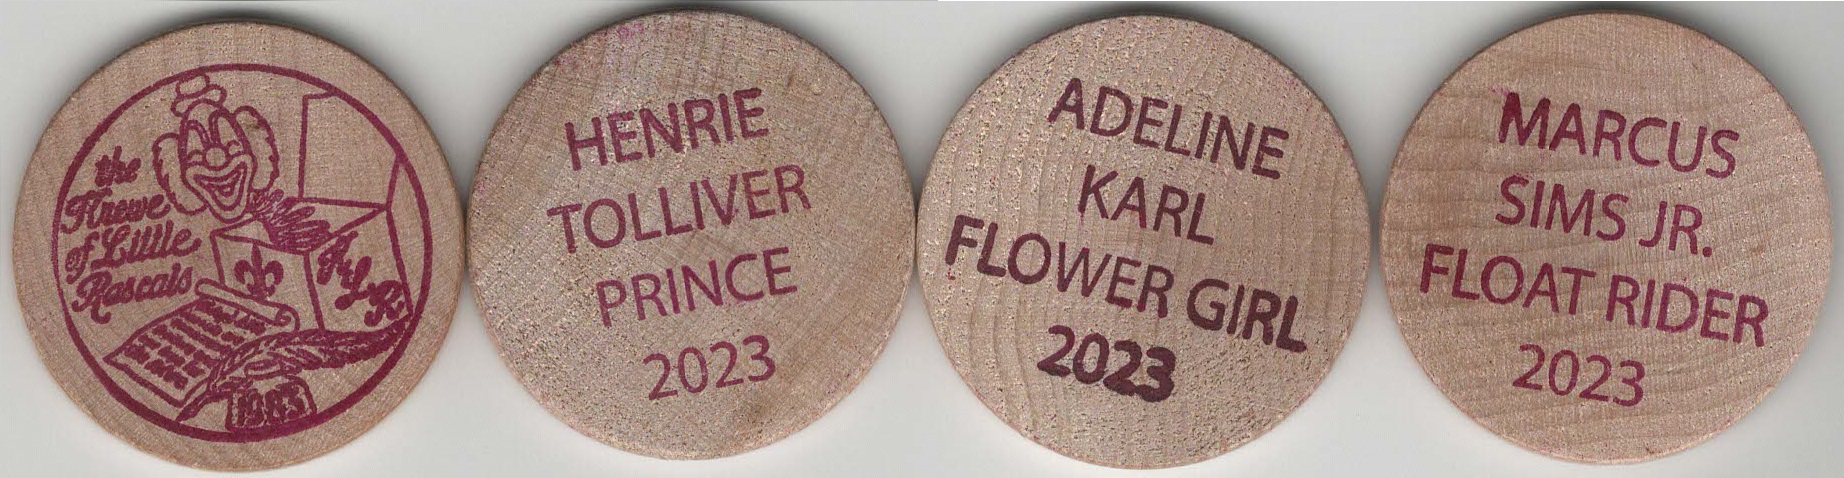 the
Krewe
of Little
Rascals
K
L
R
1983
HENRIE
TOLLIVER
PRINCE
2023
ADELINE
KARL
FLOWER GIRL
2023
MARCUS
SIMS JR.
FLOAT RIDER
2023